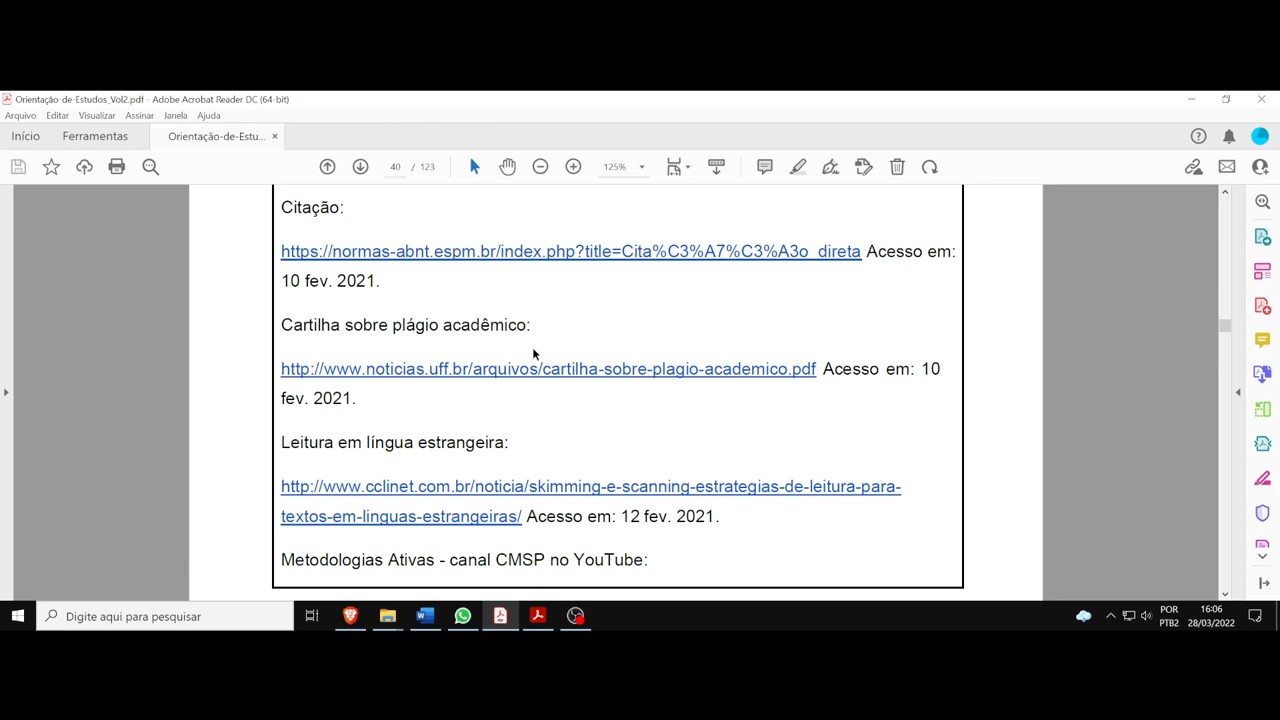 Orientação-de-Estudos_Vol2.pdf - Adobe Acrobat Reader DC (64-bit)
Arquivo Editar Visualizar Assinar Janela Ajuda
Início Ferramentas Orientação-de-Estu... ×
40 / 123 125%
Citação:
https://normas-abnt.espm.br/index.php?title=Cita%C3%A7%C3%A3o_direta Acesso em:
10 fev. 2021.
Cartilha sobre plágio acadêmico:
http://www.noticias.uff.br/arquivos/cartilha-sobre-plagio-academico.pdf Acesso em: 10
fev. 2021.
Leitura em língua estrangeira:
http://www.cclinet.com.br/noticia/skimming-e-scanning-estrategias-de-leitura-para-
textos-em-linguas-estrangeiras/ Acesso em: 12 fev. 2021.
Metodologias Ativas - canal CMSP no YouTube:
Digite aqui para pesquisar
POR
PTB2
16:06
28/03/2022